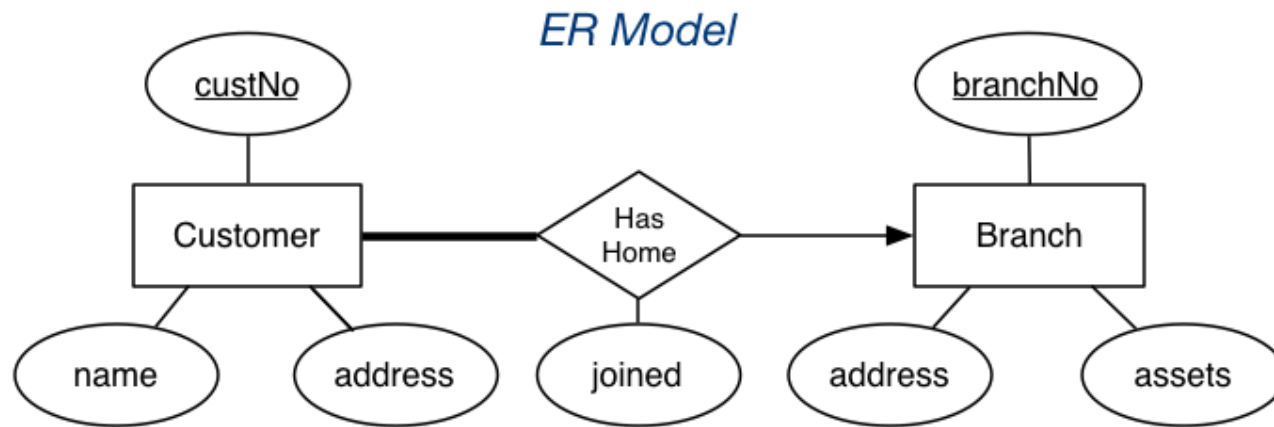 ER Model
custNo
branchNo
Customer
Has
Home
Branch
name
address
joined
address
assets